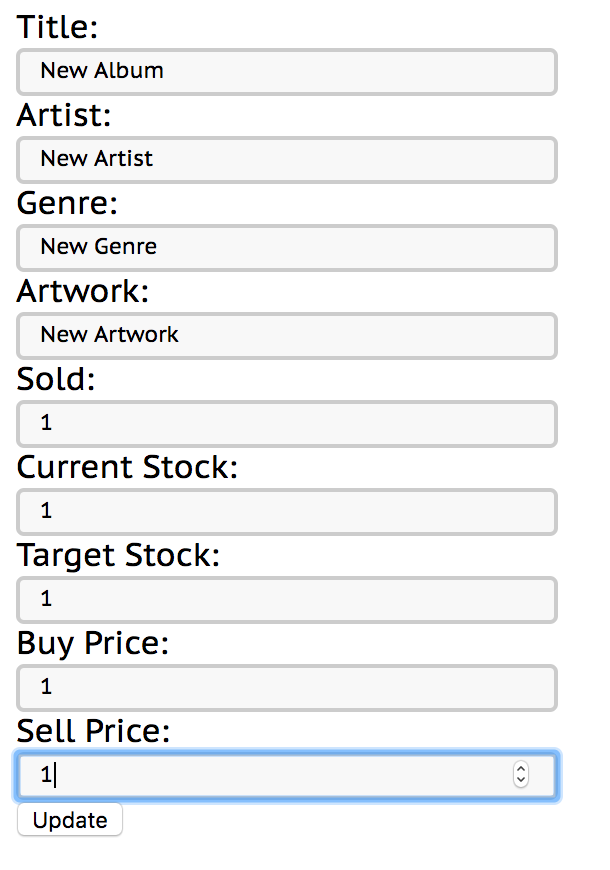 Title:
New Album
Artist:
New Artist
Genre:
New Genre
Artwork:
New Artwork
Sold:
1
Current Stock:
1
Target Stock:
1
Buy Price:
1
Sell Price:
1
Update